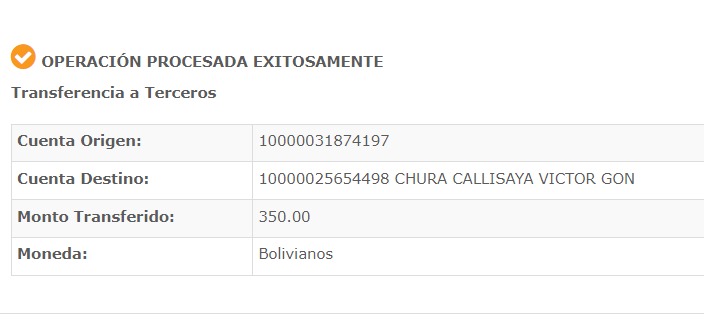 OPERACIÓN PROCESADA EXITOSAMENTE
Transferencia a Terceros
Cuenta Origen: 10000031874197
Cuenta Destino: 10000025654498 CHURA CALLISAYA VICTOR GON
Monto Transferido: 350.00
Moneda: Bolivianos